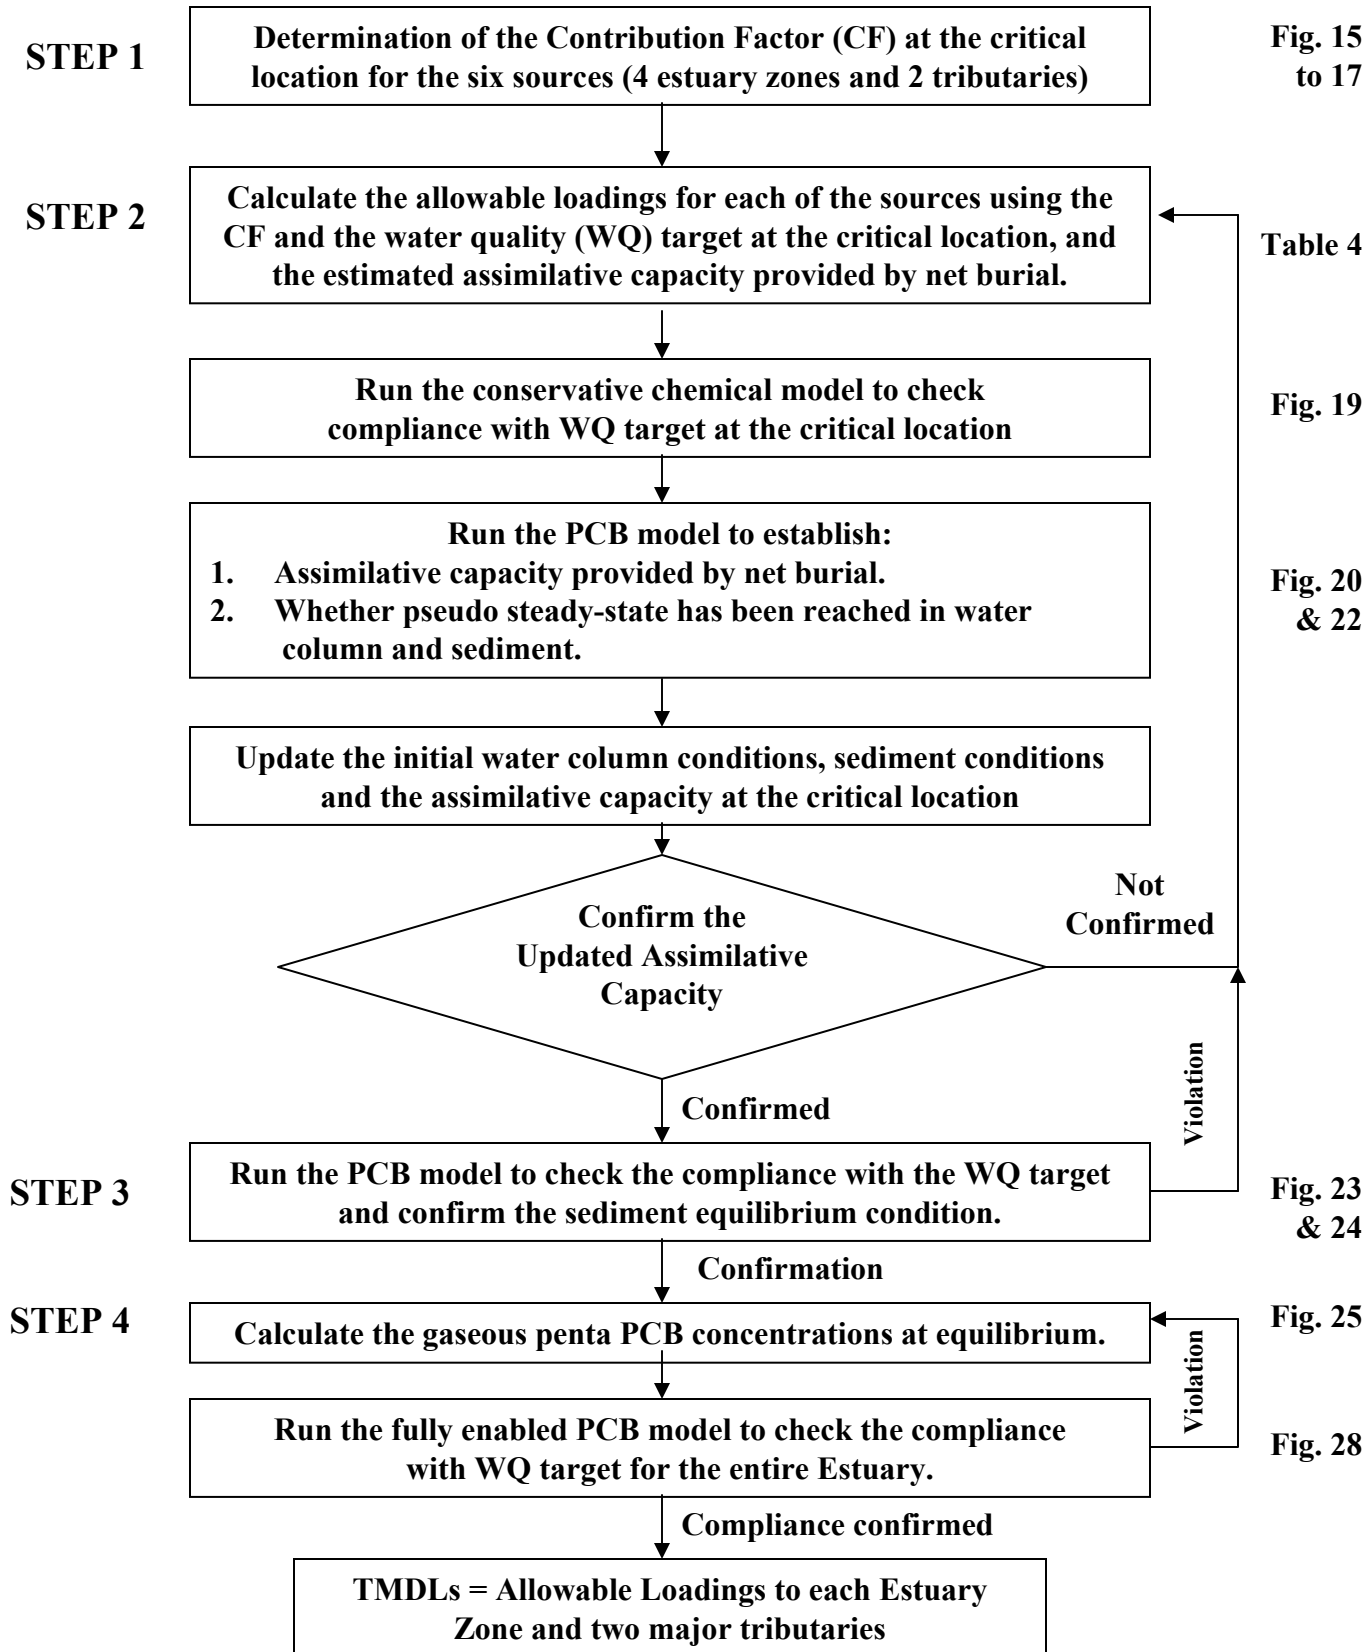 STEP 1
Determination of the Contribution Factor (CF) at the critical
location for the six sources (4 estuary zones and 2 tributaries)
Fig. 15
to 17
STEP 2
Calculate the allowable loadings for each of the sources using the
CF and the water quality (WQ) target at the critical location, and
the estimated assimilative capacity provided by net burial.
Table 4
Run the conservative chemical model to check
compliance with WQ target at the critical location
Fig. 19
Run the PCB model to establish:
1. Assimilative capacity provided by net burial.
2. Whether pseudo steady-state has been reached in water
column and sediment.
Fig. 20
& 22
Update the initial water column conditions, sediment conditions
and the assimilative capacity at the critical location
Confirm the
Updated Assimilative
Capacity
Not
Confirmed
Violation
Confirmed
STEP 3
Run the PCB model to check the compliance with the WQ target
and confirm the sediment equilibrium condition.
Fig. 23
& 24
Confirmation
STEP 4
Calculate the gaseous penta PCB concentrations at equilibrium.
Fig. 25
Violation
Run the fully enabled PCB model to check the compliance
with WQ target for the entire Estuary.
Fig. 28
Compliance confirmed
TMDLs = Allowable Loadings to each Estuary
Zone and two major tributaries